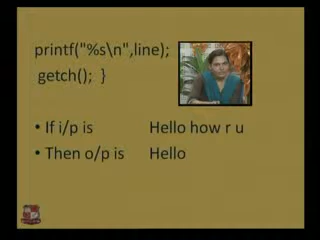 printf("%s\n",line);
getch();  }
• If i/p is Hello how r u
• Then o/p is Hello